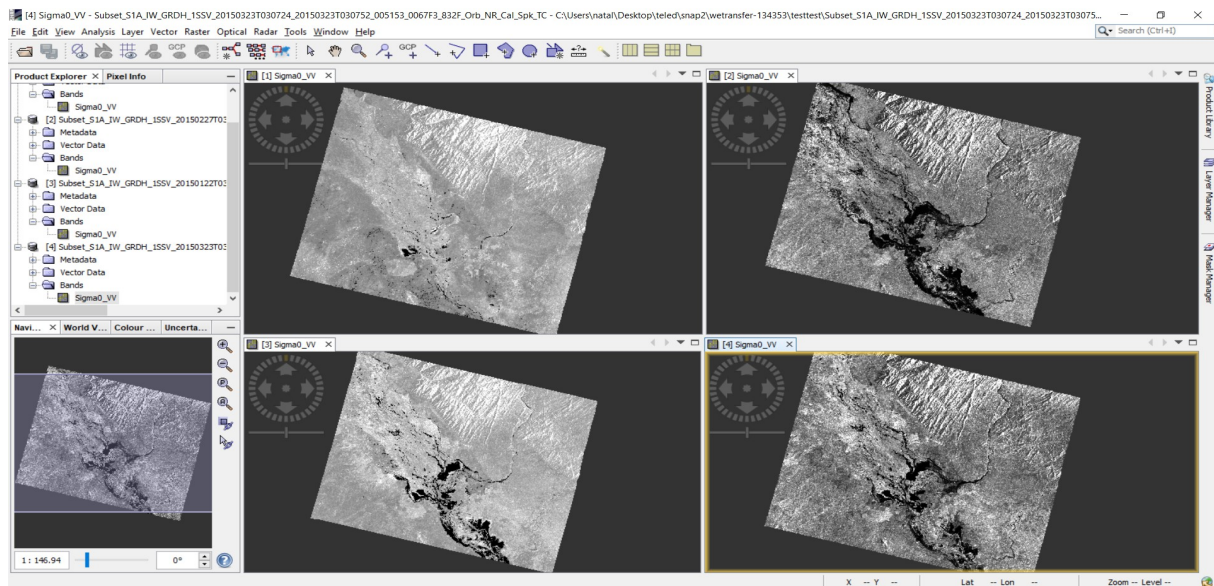 [4] Sigma0_VV - Subset_S1A_IW_GRDH_1SSV_20150323T030724_20150323T030752_005153_0067F3_832F_Orb_NR_Cal_Spk_TC - C:\Users\natal\Desktop\teled\snap2\wetransfer-134353\testtest\Subset_S1A_IW_GRDH_1SSV_20150323T030724_20150323T03075...
File Edit View Analysis Layer Vector Raster Optical Radar Tools Window Help
Search (Ctrl+I)
GCP GCP
Product Explorer × Pixel Info
Bands
Sigma0_VV
[2] Subset_S1A_IW_GRDH_1SSV_20150227T03
Metadata
Vector Data
Bands
Sigma0_VV
[3] Subset_S1A_IW_GRDH_1SSV_20150122T03
Metadata
Vector Data
Bands
Sigma0_VV
[4] Subset_S1A_IW_GRDH_1SSV_20150323T03
Metadata
Vector Data
Bands
Sigma0_VV
Navi... × World V... Colour ... Uncerta...
1 : 146.94
0°
[1] Sigma0_VV ×
[2] Sigma0_VV ×
[3] Sigma0_VV ×
[4] Sigma0_VV ×
Product Library
Layer Manager
Mask Manager
X -- Y -- Lat -- Lon -- Zoom -- Level --